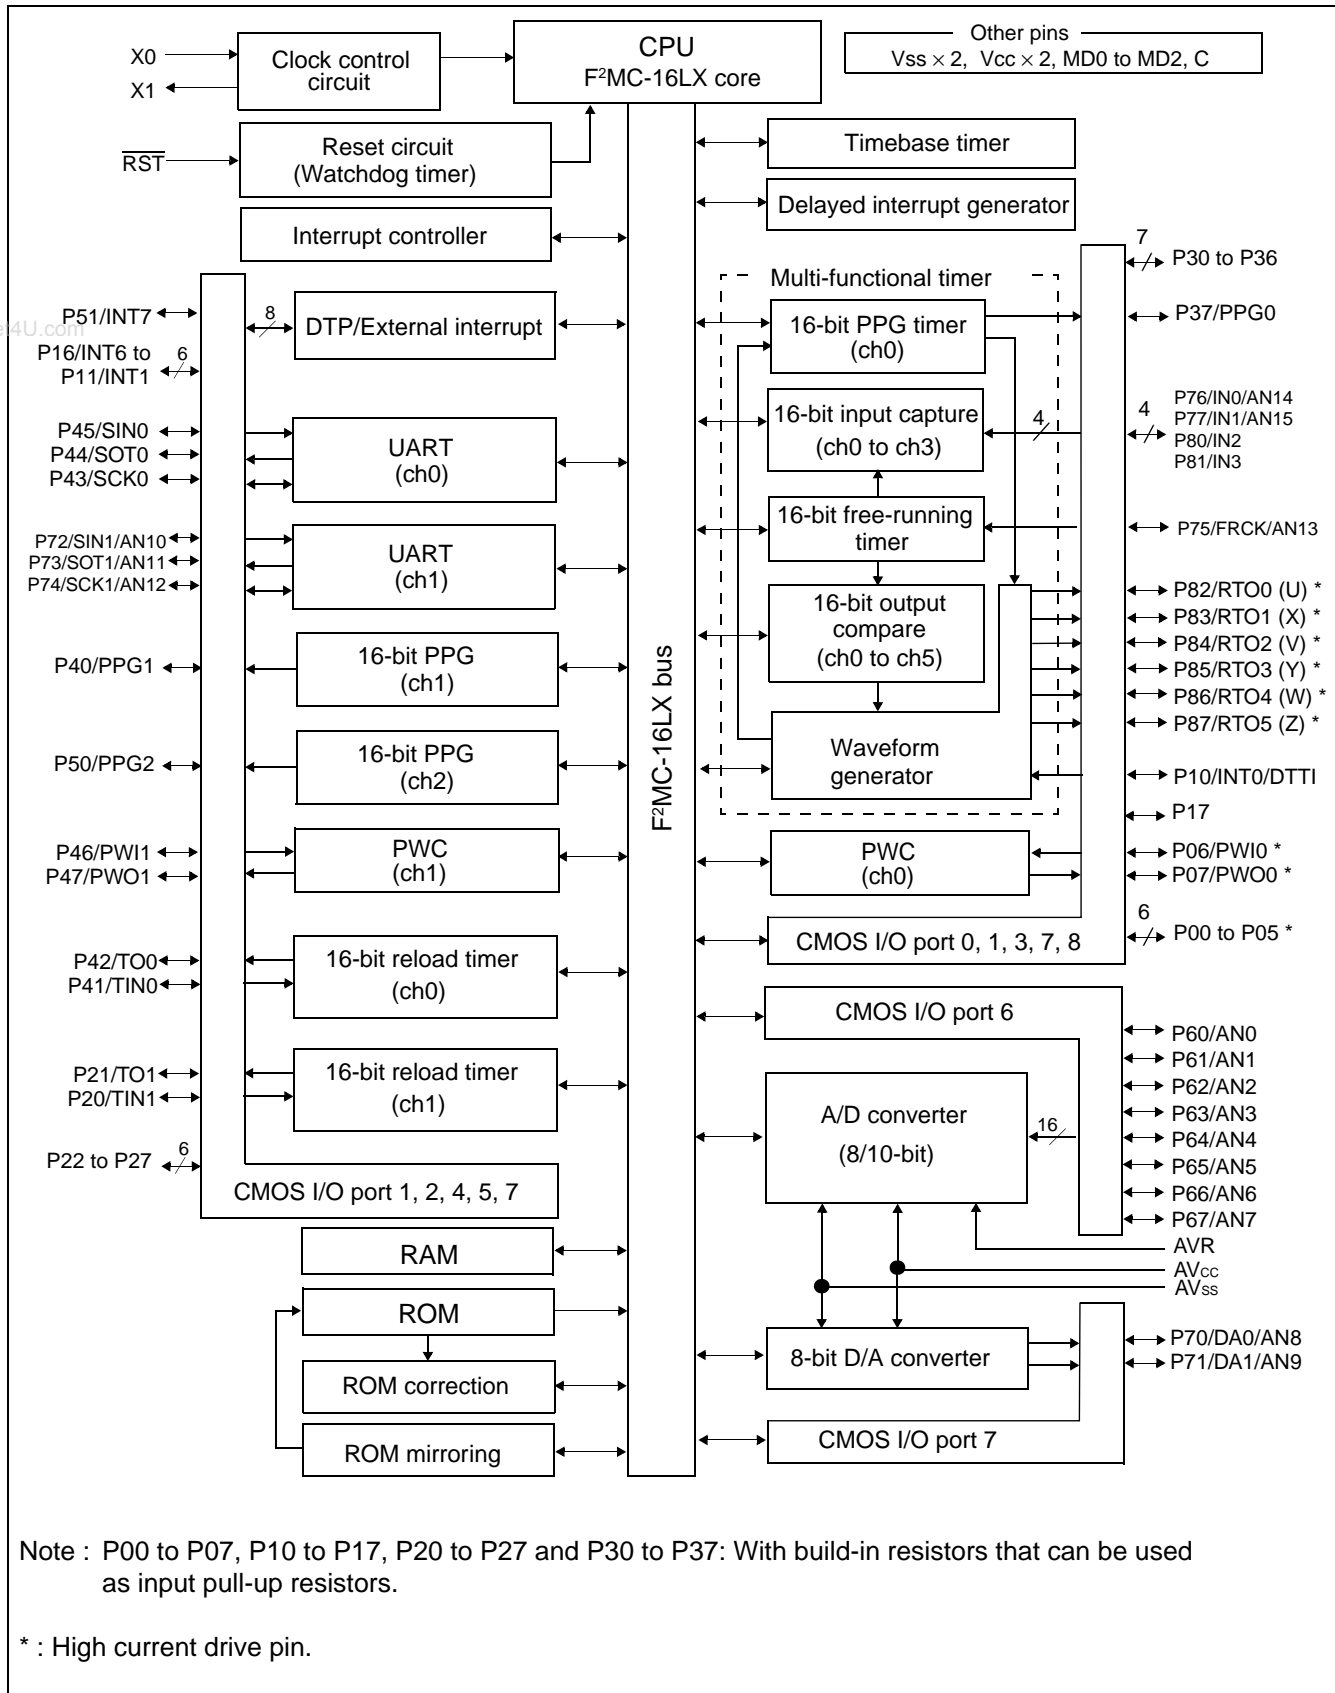 X0
X1
Clock control
circuit
CPU
F²MC-16LX core
Other pins
Vss × 2, Vcc × 2, MD0 to MD2, C
RST
Reset circuit
(Watchdog timer)
Timebase timer
Delayed interrupt generator
Interrupt controller
F²MC-16LX bus
et4U.com
P51/INT7
8
DTP/External interrupt
P16/INT6 to
P11/INT1
6
P45/SIN0
P44/SOT0
P43/SCK0
UART
(ch0)
P72/SIN1/AN10
P73/SOT1/AN11
P74/SCK1/AN12
UART
(ch1)
P40/PPG1
16-bit PPG
(ch1)
P50/PPG2
16-bit PPG
(ch2)
P46/PWI1
P47/PWO1
PWC
(ch1)
P42/TO0
P41/TIN0
16-bit reload timer
(ch0)
P21/TO1
P20/TIN1
16-bit reload timer
(ch1)
P22 to P27
6
CMOS I/O port 1, 2, 4, 5, 7
RAM
ROM
ROM correction
ROM mirroring
Multi-functional timer
16-bit PPG timer
(ch0)
16-bit input capture
(ch0 to ch3)
4
16-bit free-running
timer
16-bit output
compare
(ch0 to ch5)
Waveform
generator
PWC
(ch0)
CMOS I/O port 0, 1, 3, 7, 8
7
P30 to P36
P37/PPG0
4
P76/IN0/AN14
P77/IN1/AN15
P80/IN2
P81/IN3
P75/FRCK/AN13
P82/RTO0 (U) *
P83/RTO1 (X) *
P84/RTO2 (V) *
P85/RTO3 (Y) *
P86/RTO4 (W) *
P87/RTO5 (Z) *
P10/INT0/DTTI
P17
P06/PWI0 *
P07/PWO0 *
6
P00 to P05 *
CMOS I/O port 6
A/D converter
(8/10-bit)
16
P60/AN0
P61/AN1
P62/AN2
P63/AN3
P64/AN4
P65/AN5
P66/AN6
P67/AN7
AVR
AVcc
AVss
8-bit D/A converter
P70/DA0/AN8
P71/DA1/AN9
CMOS I/O port 7
Note : P00 to P07, P10 to P17, P20 to P27 and P30 to P37: With build-in resistors that can be used
as input pull-up resistors.
* : High current drive pin.